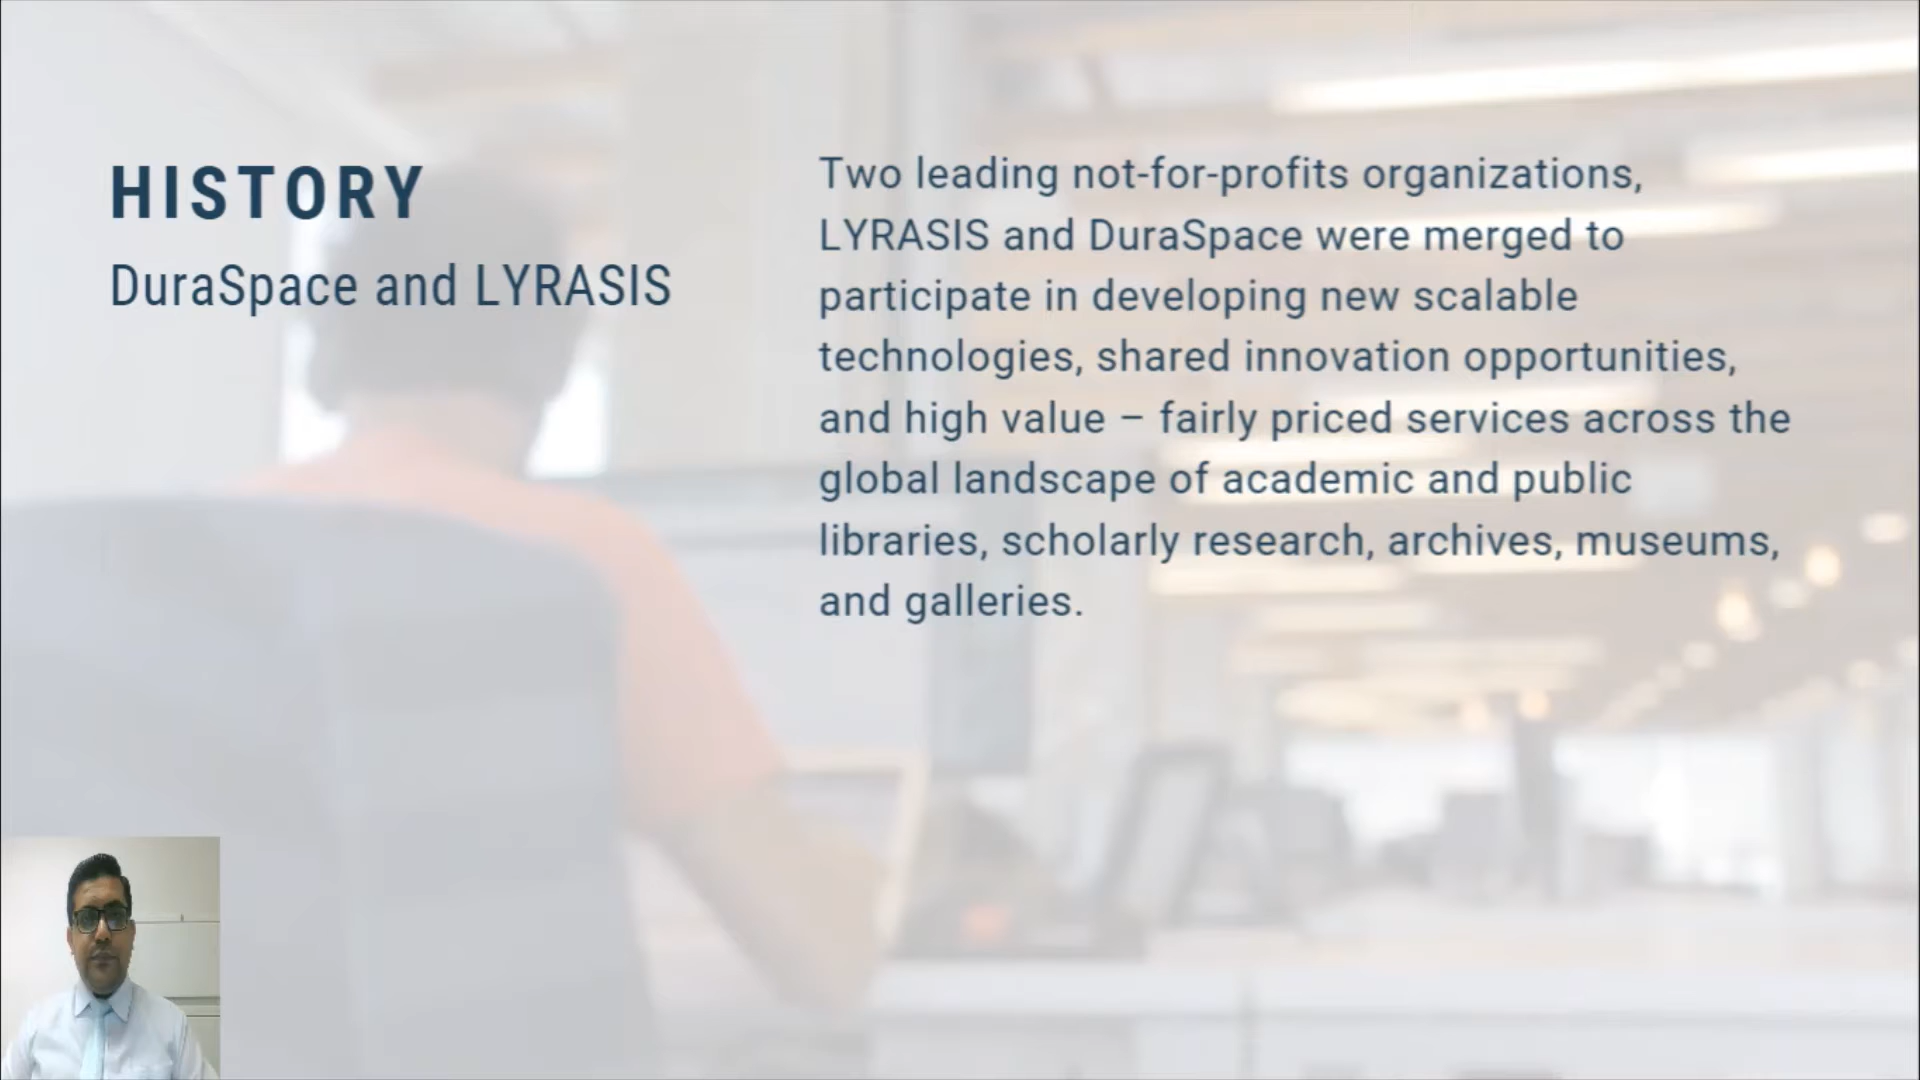 HISTORY
DuraSpace and LYRASIS
Two leading not-for-profits organizations,
LYRASIS and DuraSpace were merged to
participate in developing new scalable
technologies, shared innovation opportunities,
and high value – fairly priced services across the
global landscape of academic and public
libraries, scholarly research, archives, museums,
and galleries.